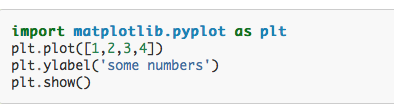 import matplotlib.pyplot as plt
plt.plot([1,2,3,4])
plt.ylabel('some numbers')
plt.show()